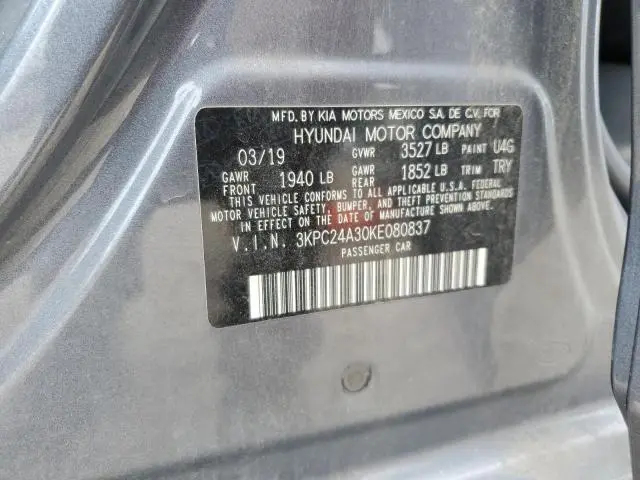 MFD. BY KIA MOTORS MEXICO S.A. DE C.V. FOR
HYUNDAI MOTOR COMPANY
03/19 GVWR 3527 LB PAINT U4G
GAWR FRONT 1940 LB GAWR REAR 1852 LB TRIM TRY
THIS VEHICLE CONFORMS TO ALL APPLICABLE U.S.A. FEDERAL
MOTOR VEHICLE SAFETY, BUMPER, AND THEFT PREVENTION STANDARDS
IN EFFECT ON THE DATE OF MANUFACTURE SHOWN ABOVE.
V.I.N. 3KPC24A30KE080837
PASSENGER CAR